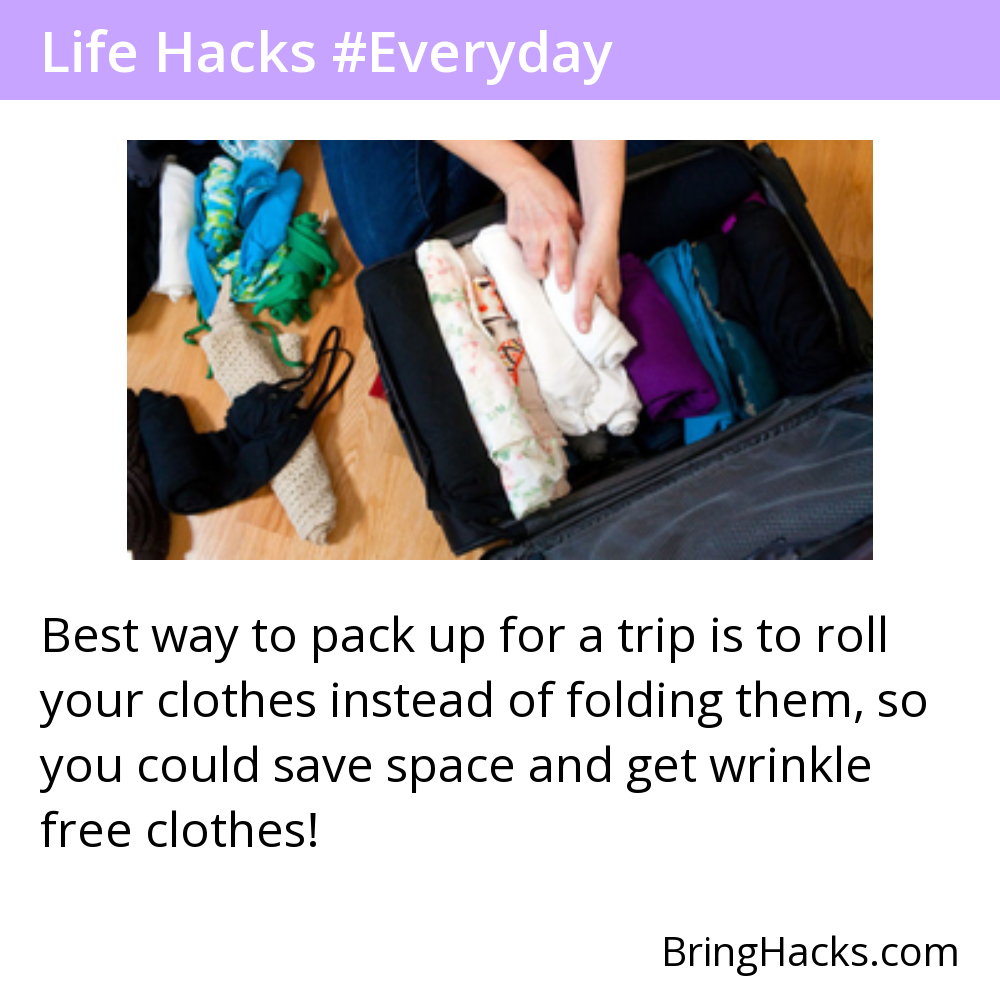 Life Hacks #Everyday
Best way to pack up for a trip is to roll
your clothes instead of folding them, so
you could save space and get wrinkle
free clothes!
BringHacks.com